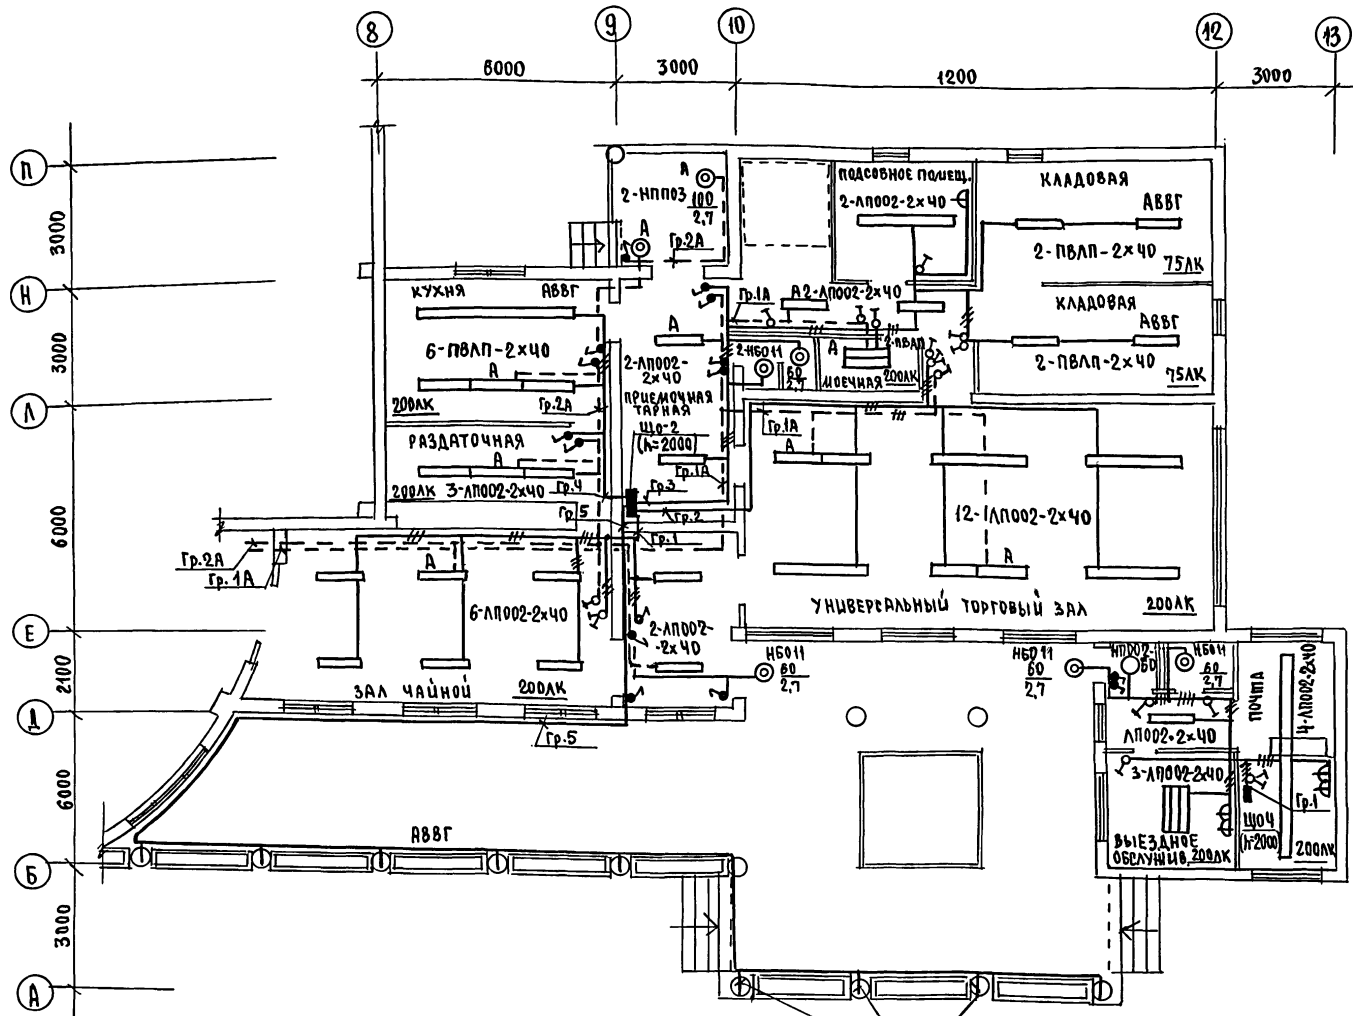 8
9
10
12
13
6000
3000
1200
3000
П
Н
Л
Е
Д
Б
А
3000
3000
6000
2100
6000
3000
А
2-НПП03 100
2,7
А
Гр.2А
ПОДСОБНОЕ ПОМЕЩ.
2-ЛП002-2×40
КЛАДОВАЯ
АВВГ
2-ПВЛП-2×40
75ЛК
КУХНЯ
АВВГ
6-ПВЛП-2×40
А
200ЛК
Гр.2А
А
2-ЛП002-
2×40
ПРИЕМОЧНАЯ
ТАРНАЯ
ЩО-2
(h=2000)
Гр.1А
Гр.1А
А2-ЛП002-2×40
2-НБ011
60
2,7
А
2-ПВЛП
МОЕЧНАЯ
200ЛК
КЛАДОВАЯ
АВВГ
2-ПВЛП-2×40
75ЛК
РАЗДАТОЧНАЯ
А
200ЛК
3-ЛП002-2×40
Гр.4
Гр.3
Гр.5
Гр.2
Гр.1
Гр.1А
А
12-ЛП002-2×40
А
УНИВЕРСАЛЬНЫЙ ТОРГОВЫЙ ЗАЛ
200ЛК
Гр.2А
Гр.1А
А
6-ЛП002-2×40
2-ЛП002-
-2×40
ЗАЛ ЧАЙНОЙ
200ЛК
Гр.5
НБ011
60
2,7
НБ011
60
2,7
НП002-
60
НБ011
60
2,7
ПОЧТА
4-ЛП002-2×40
ЛП002-2×40
3-ЛП002-2×40
Гр.1
ЩО4
(h=2000)
ВЫЕЗДНОЕ
ОБСЛУЖИВ. 200ЛК
200ЛК
АВВГ